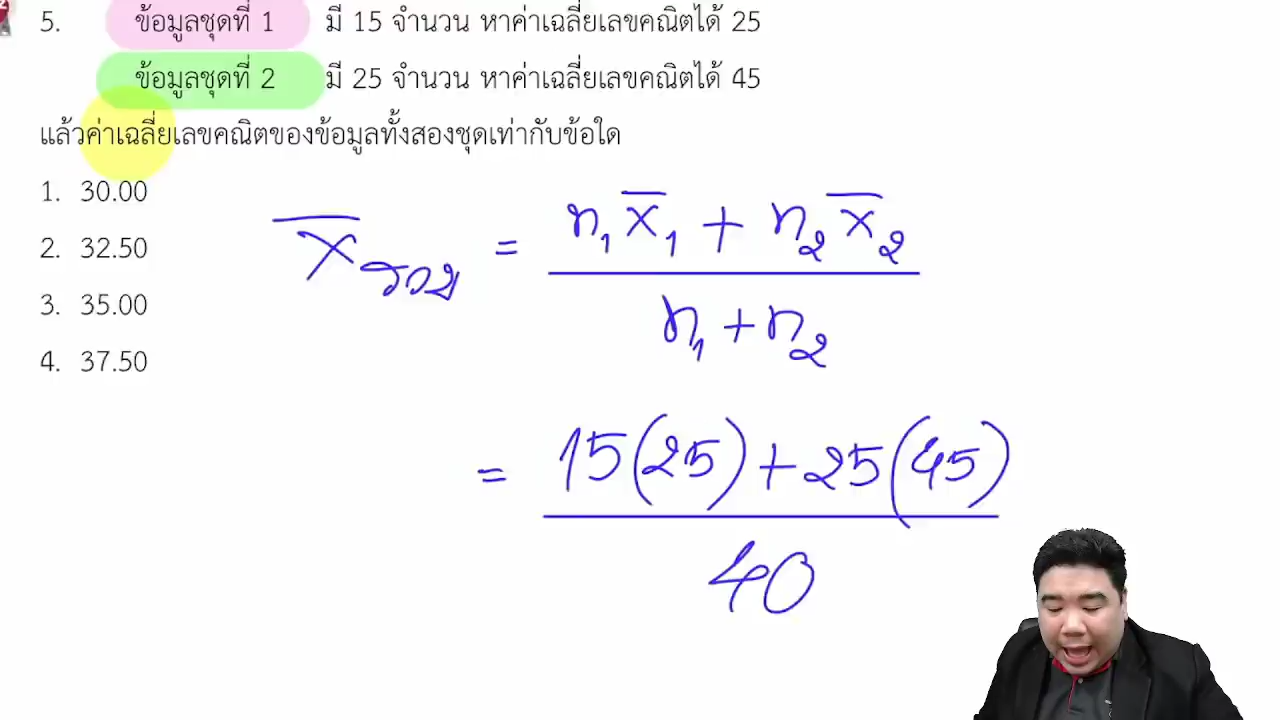 5. ข้อมูลชุดที่ 1 มี 15 จำนวน หาค่าเฉลี่ยเลขคณิตได้ 25
ข้อมูลชุดที่ 2 มี 25 จำนวน หาค่าเฉลี่ยเลขคณิตได้ 45
แล้วค่าเฉลี่ยเลขคณิตของข้อมูลทั้งสองชุดเท่ากับข้อใด
1. 30.00
2. 32.50
3. 35.00
4. 37.50
x̄รวม = (n₁x̄₁ + n₂x̄₂) / (n₁ + n₂)
= (15(25) + 25(45)) / 40